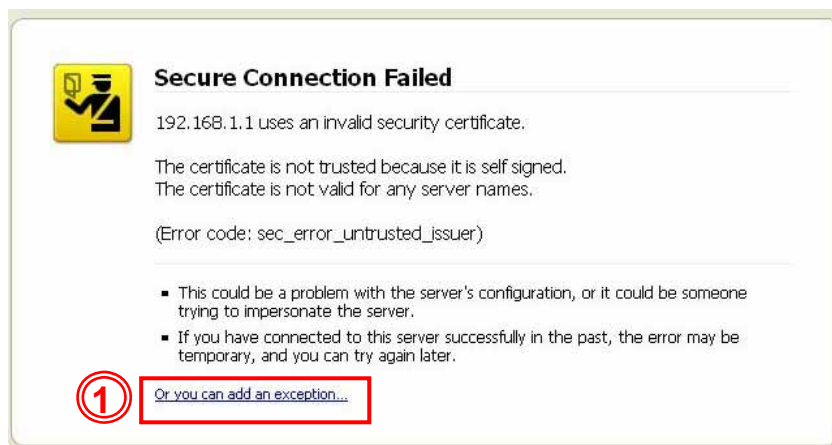 Secure Connection Failed
192.168.1.1 uses an invalid security certificate.
The certificate is not trusted because it is self signed.
The certificate is not valid for any server names.
(Error code: sec_error_untrusted_issuer)
▪ This could be a problem with the server's configuration, or it could be someone
trying to impersonate the server.
▪ If you have connected to this server successfully in the past, the error may be
temporary, and you can try again later.
1 Or you can add an exception...